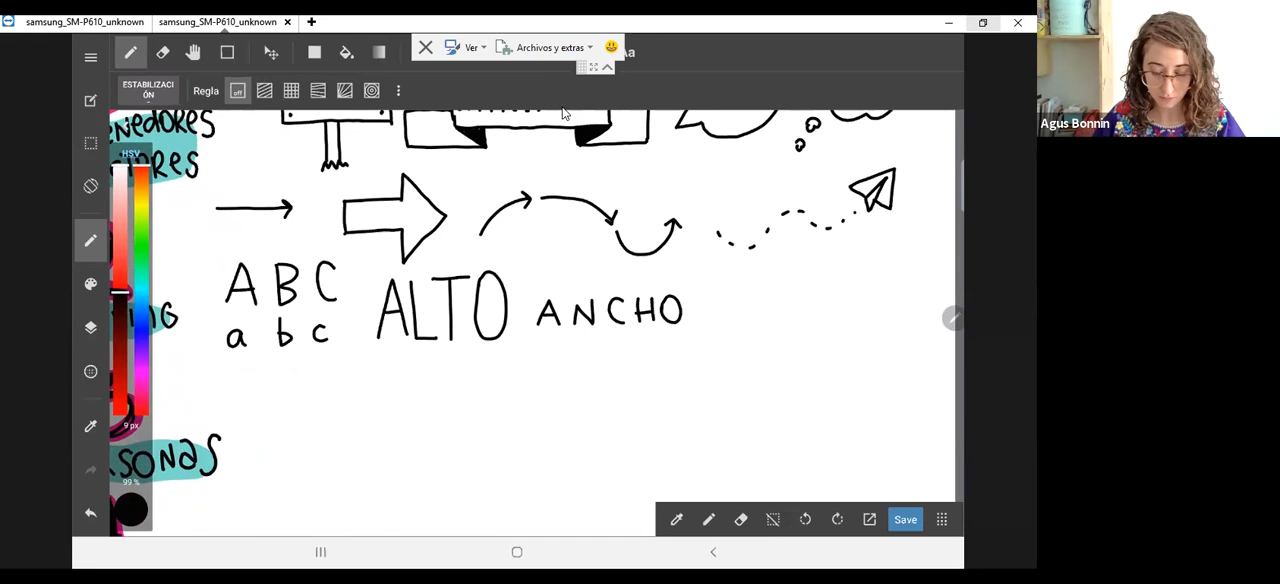 samsung_SM-P610_unknown samsung_SM-P610_unknown
Ver Archivos y extras
ESTABILIZACI
ÓN
Regla off
HSV
Agus Bonnin
A B C ALTO ANCHO
a b c
9 px
99 %
Save